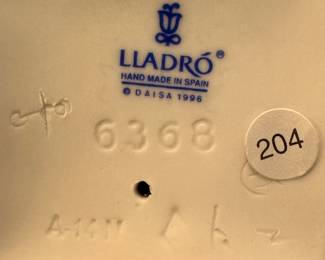 LLADRÓ®
HAND MADE IN SPAIN
© DAISA 1996
6368
204